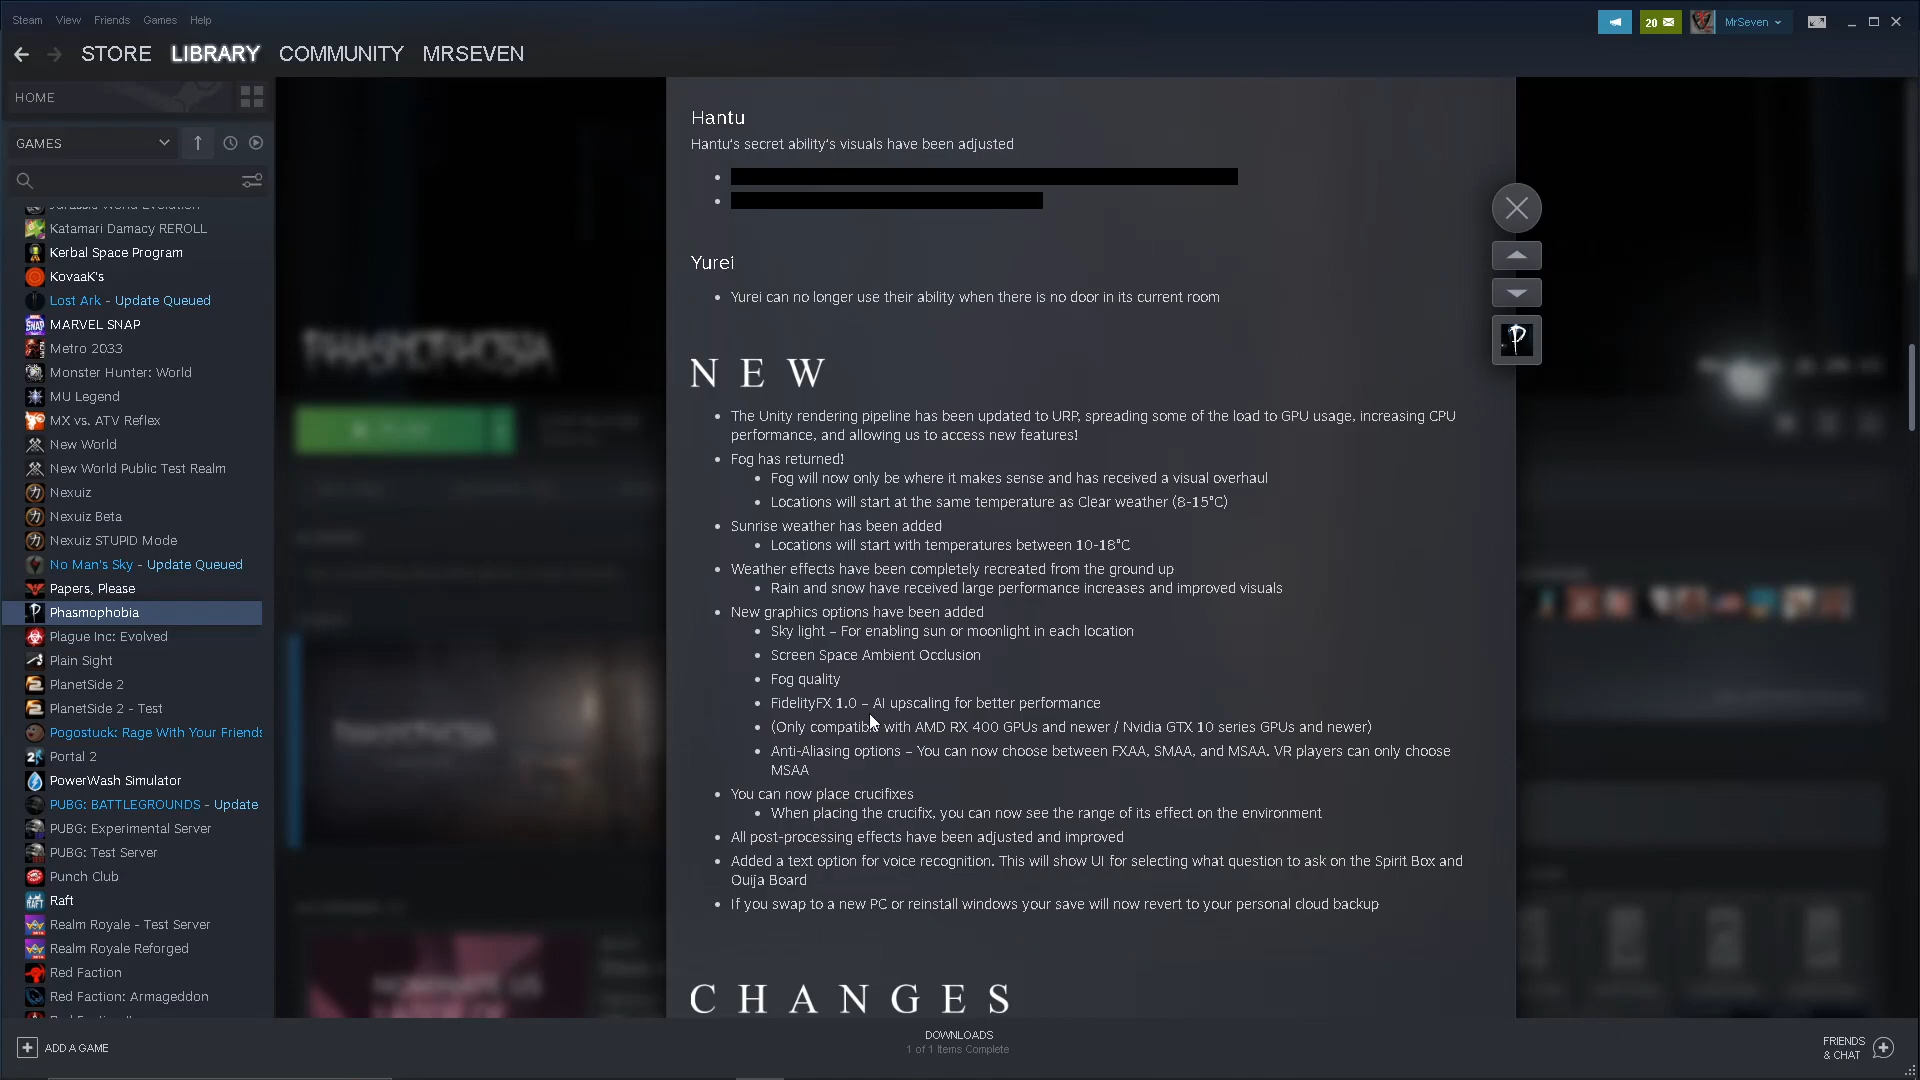 Steam View Friends Games Help
20 MrSeven
STORE LIBRARY COMMUNITY MRSEVEN
HOME
GAMES
Katamari Damacy REROLL
Kerbal Space Program
KovaaK's
Lost Ark - Update Queued
MARVEL SNAP
Metro 2033
Monster Hunter: World
MU Legend
MX vs. ATV Reflex
New World
New World Public Test Realm
Nexuiz
Nexuiz Beta
Nexuiz STUPID Mode
No Man's Sky - Update Queued
Papers, Please
Phasmophobia
Plague Inc: Evolved
Plain Sight
PlanetSide 2
PlanetSide 2 - Test
Pogostuck: Rage With Your Friends
Portal 2
PowerWash Simulator
PUBG: BATTLEGROUNDS - Update
PUBG: Experimental Server
PUBG: Test Server
Punch Club
Raft
Realm Royale - Test Server
Realm Royale Reforged
Red Faction
Red Faction: Armageddon
Hantu
Hantu's secret ability's visuals have been adjusted
Yurei
• Yurei can no longer use their ability when there is no door in its current room
NEW
• The Unity rendering pipeline has been updated to URP, spreading some of the load to GPU usage, increasing CPU
performance, and allowing us to access new features!
• Fog has returned!
• Fog will now only be where it makes sense and has received a visual overhaul
• Locations will start at the same temperature as Clear weather (8-15°C)
• Sunrise weather has been added
• Locations will start with temperatures between 10-18°C
• Weather effects have been completely recreated from the ground up
• Rain and snow have received large performance increases and improved visuals
• New graphics options have been added
• Sky light – For enabling sun or moonlight in each location
• Screen Space Ambient Occlusion
• Fog quality
• FidelityFX 1.0 – AI upscaling for better performance
• (Only compatible with AMD RX 400 GPUs and newer / Nvidia GTX 10 series GPUs and newer)
• Anti-Aliasing options – You can now choose between FXAA, SMAA, and MSAA. VR players can only choose
MSAA
• You can now place crucifixes
• When placing the crucifix, you can now see the range of its effect on the environment
• All post-processing effects have been adjusted and improved
• Added a text option for voice recognition. This will show UI for selecting what question to ask on the Spirit Box and
Ouija Board
• If you swap to a new PC or reinstall windows your save will now revert to your personal cloud backup
CHANGES
ADD A GAME
DOWNLOADS
1 of 1 Items Complete
FRIENDS
& CHAT